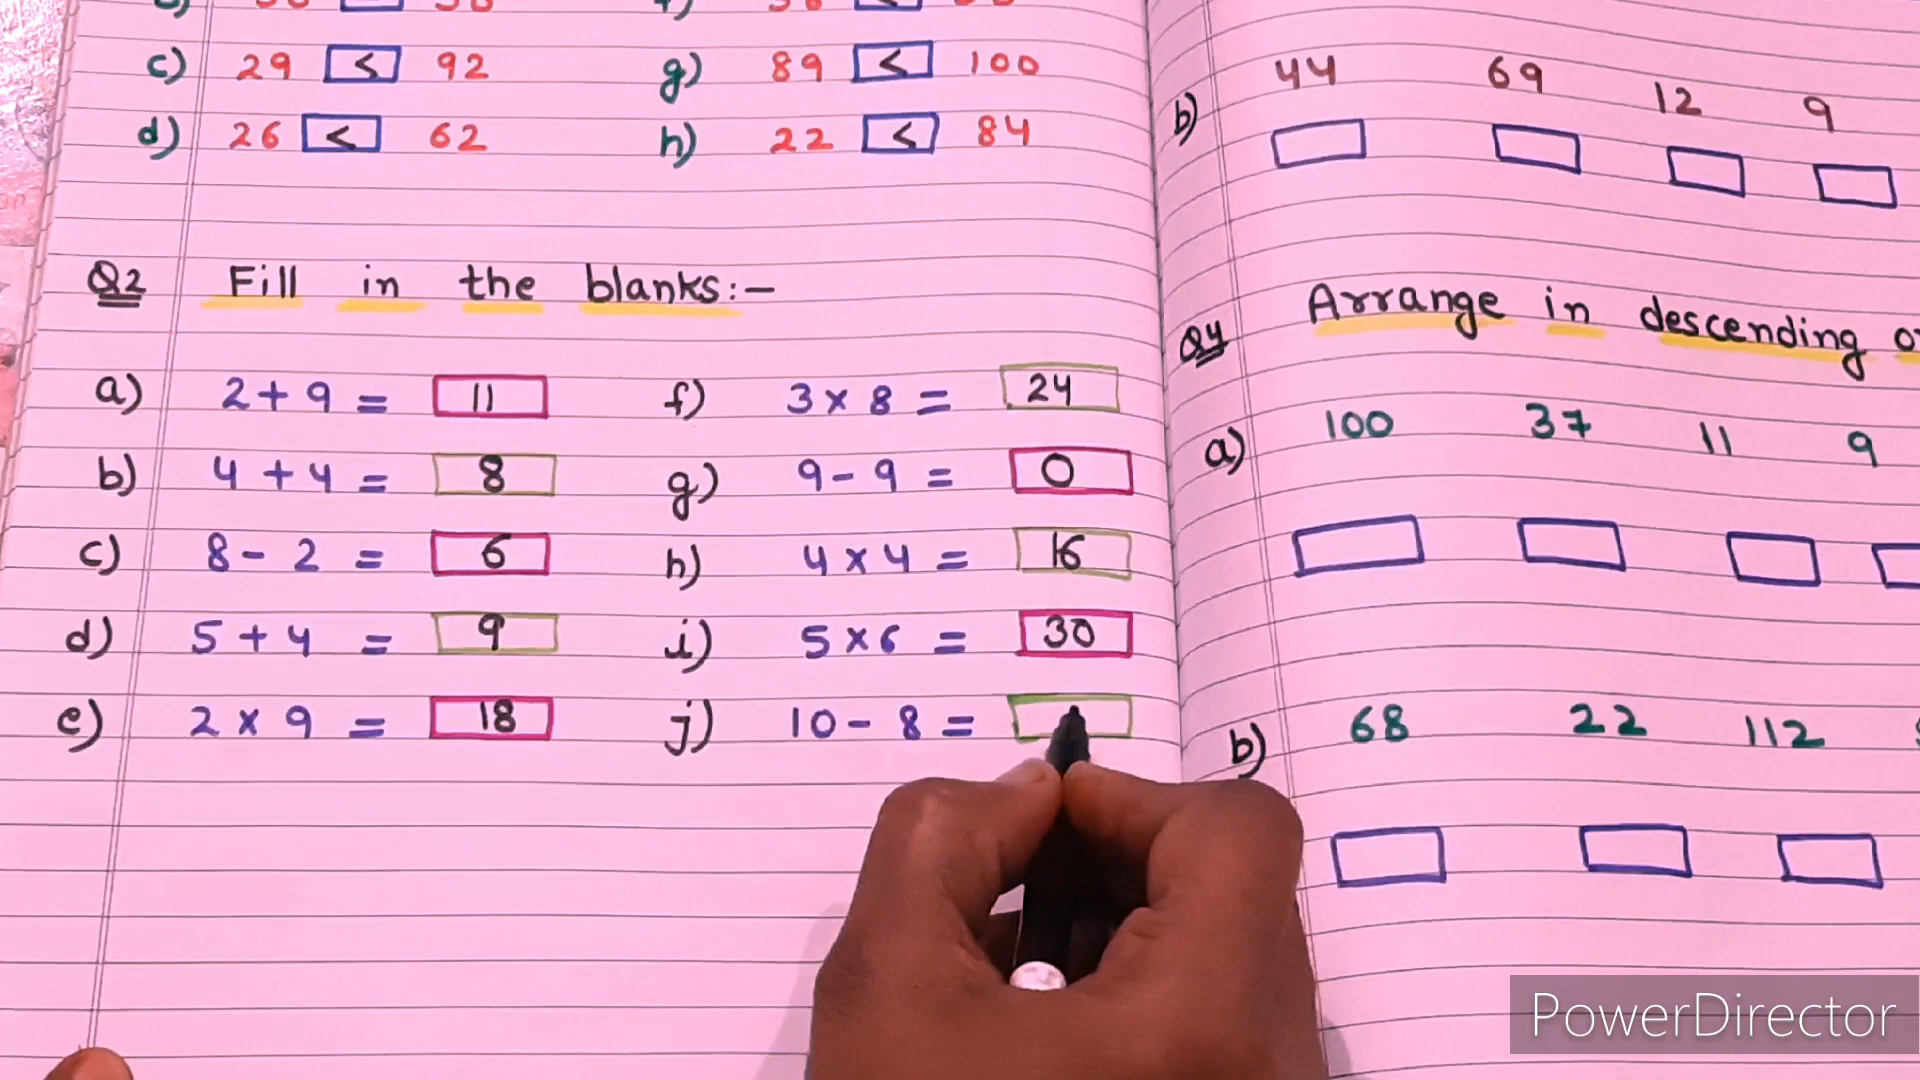 c) 29 < 92 g) 89 < 100
d) 26 < 62 h) 22 < 84
Q2 Fill in the blanks:-
a) 2 + 9 = 11 f) 3 × 8 = 24
b) 4 + 4 = 8 g) 9 - 9 = 0
c) 8 - 2 = 6 h) 4 × 4 = 16
d) 5 + 4 = 9 i) 5 × 6 = 30
e) 2 × 9 = 18 j) 10 - 8 =
b) 44 69 12 9
Q4 Arrange in descending
a) 100 37 11 9
b) 68 22 112
PowerDirector